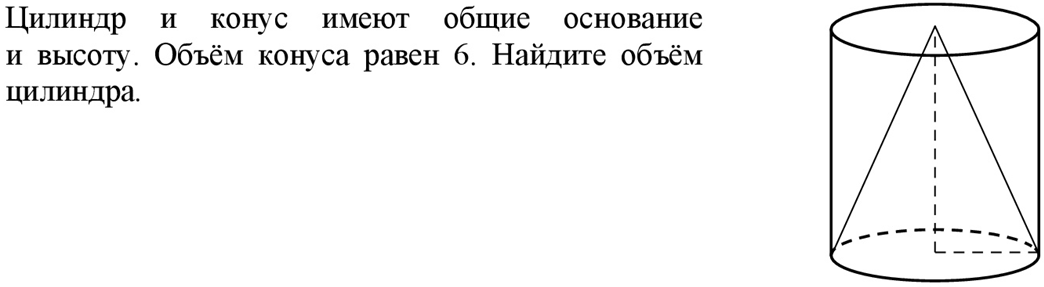 Цилиндр и конус имеют общие основание
и высоту. Объём конуса равен 6. Найдите объём
цилиндра.